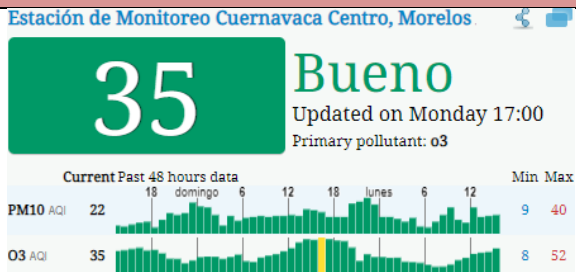 Estación de Monitoreo Cuernavaca Centro, Morelos
35
Bueno
Updated on Monday 17:00
Primary pollutant: o3
Current Past 48 hours data Min Max
18 domingo 6 12 18 lunes 6 12
PM10 AQI 22 9 40
O3 AQI 35 8 52